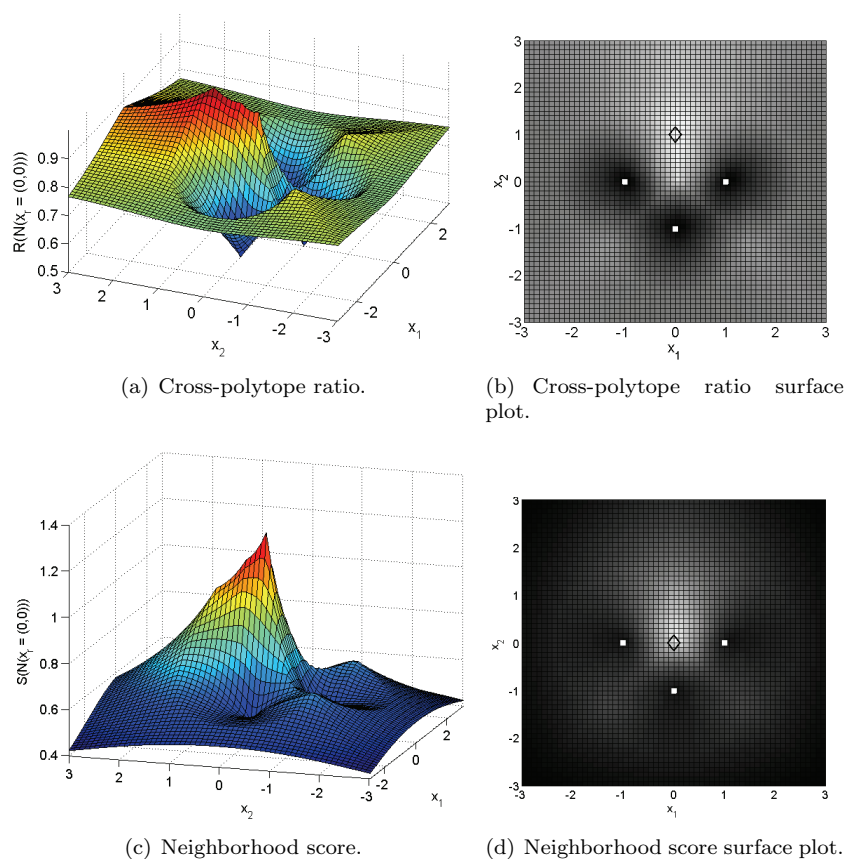 0.9
0.8
0.7
0.6
0.5
R(N(x_r = (0,0)))
3
2
1
0
-1
-2
-3
x_2
-2
0
2
x_1
(a) Cross-polytope ratio.
3
2
1
0
-1
-2
-3
x_2
-3 -2 -1 0 1 2 3
x_1
(b) Cross-polytope ratio surface
plot.
1.4
1.2
1
0.8
0.6
0.4
S(N(x_r = (0,0)))
3
2
1
0
-1
-2
-3
x_2
-2
0
2
x_1
(c) Neighborhood score.
3
2
1
0
-1
-2
-3
x_2
-3 -2 -1 0 1 2 3
x_1
(d) Neighborhood score surface plot.